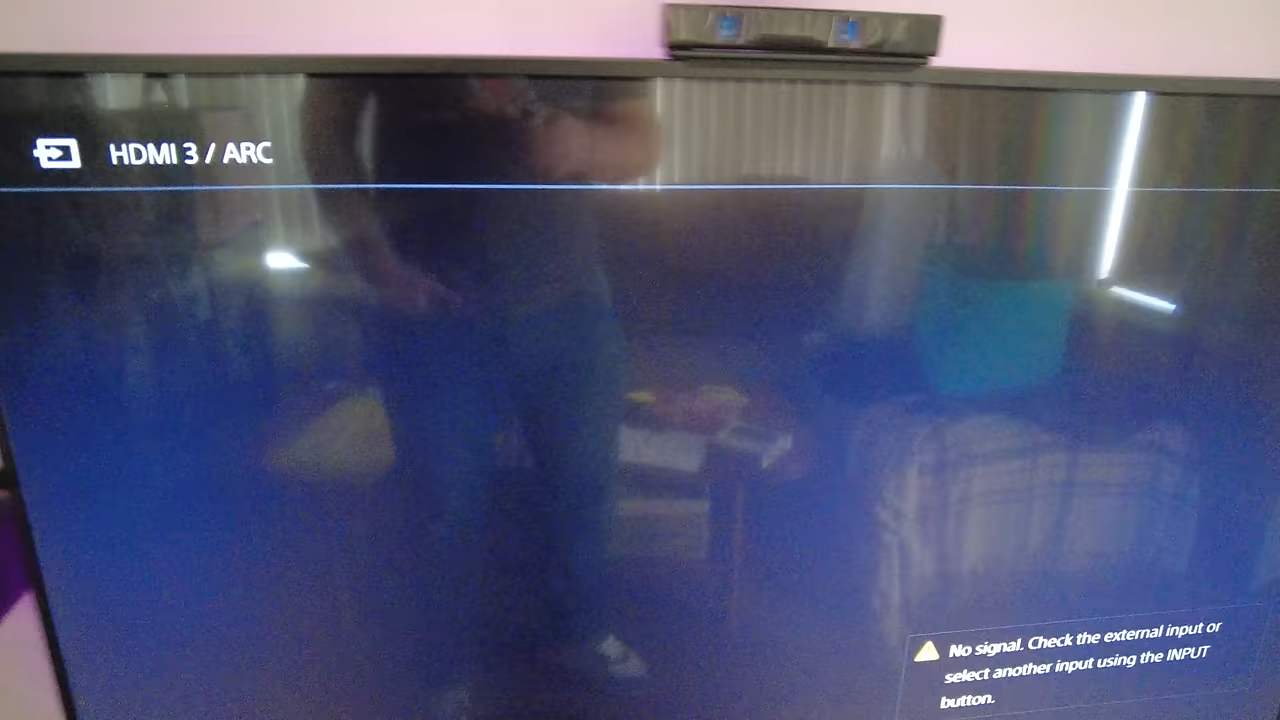 HDMI 3 / ARC
No signal. Check the external input or
select another input using the INPUT
button.